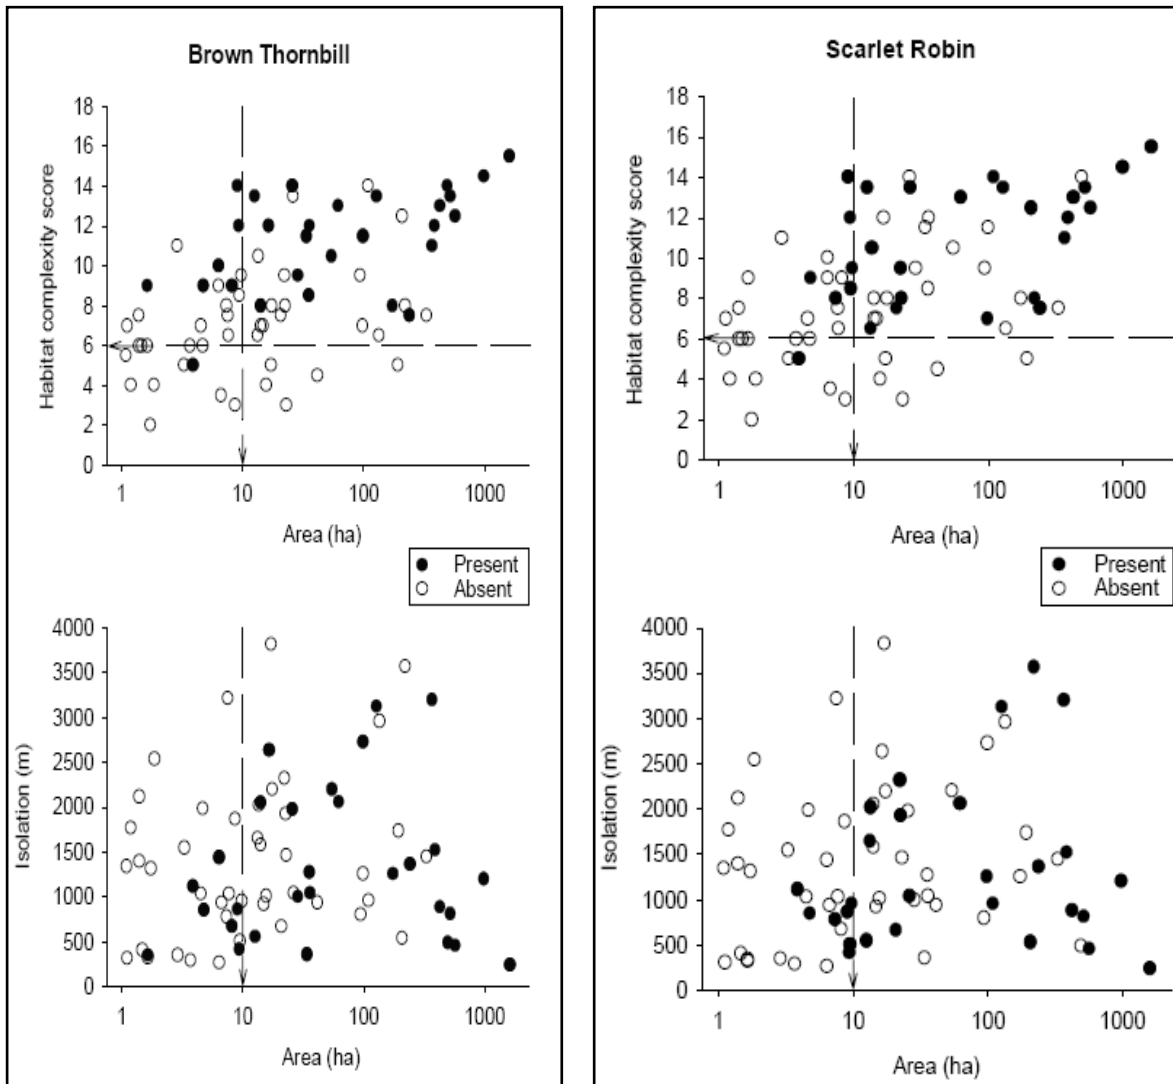 Brown Thornbill
18
16
14
12
10
8
6
4
2
0
Habitat complexity score
1 10 100 1000
Area (ha)
Present
Absent
4000
3500
3000
2500
2000
1500
1000
500
0
Isolation (m)
1 10 100 1000
Area (ha)
Scarlet Robin
18
16
14
12
10
8
6
4
2
0
Habitat complexity score
1 10 100 1000
Area (ha)
Present
Absent
4000
3500
3000
2500
2000
1500
1000
500
0
Isolation (m)
1 10 100 1000
Area (ha)